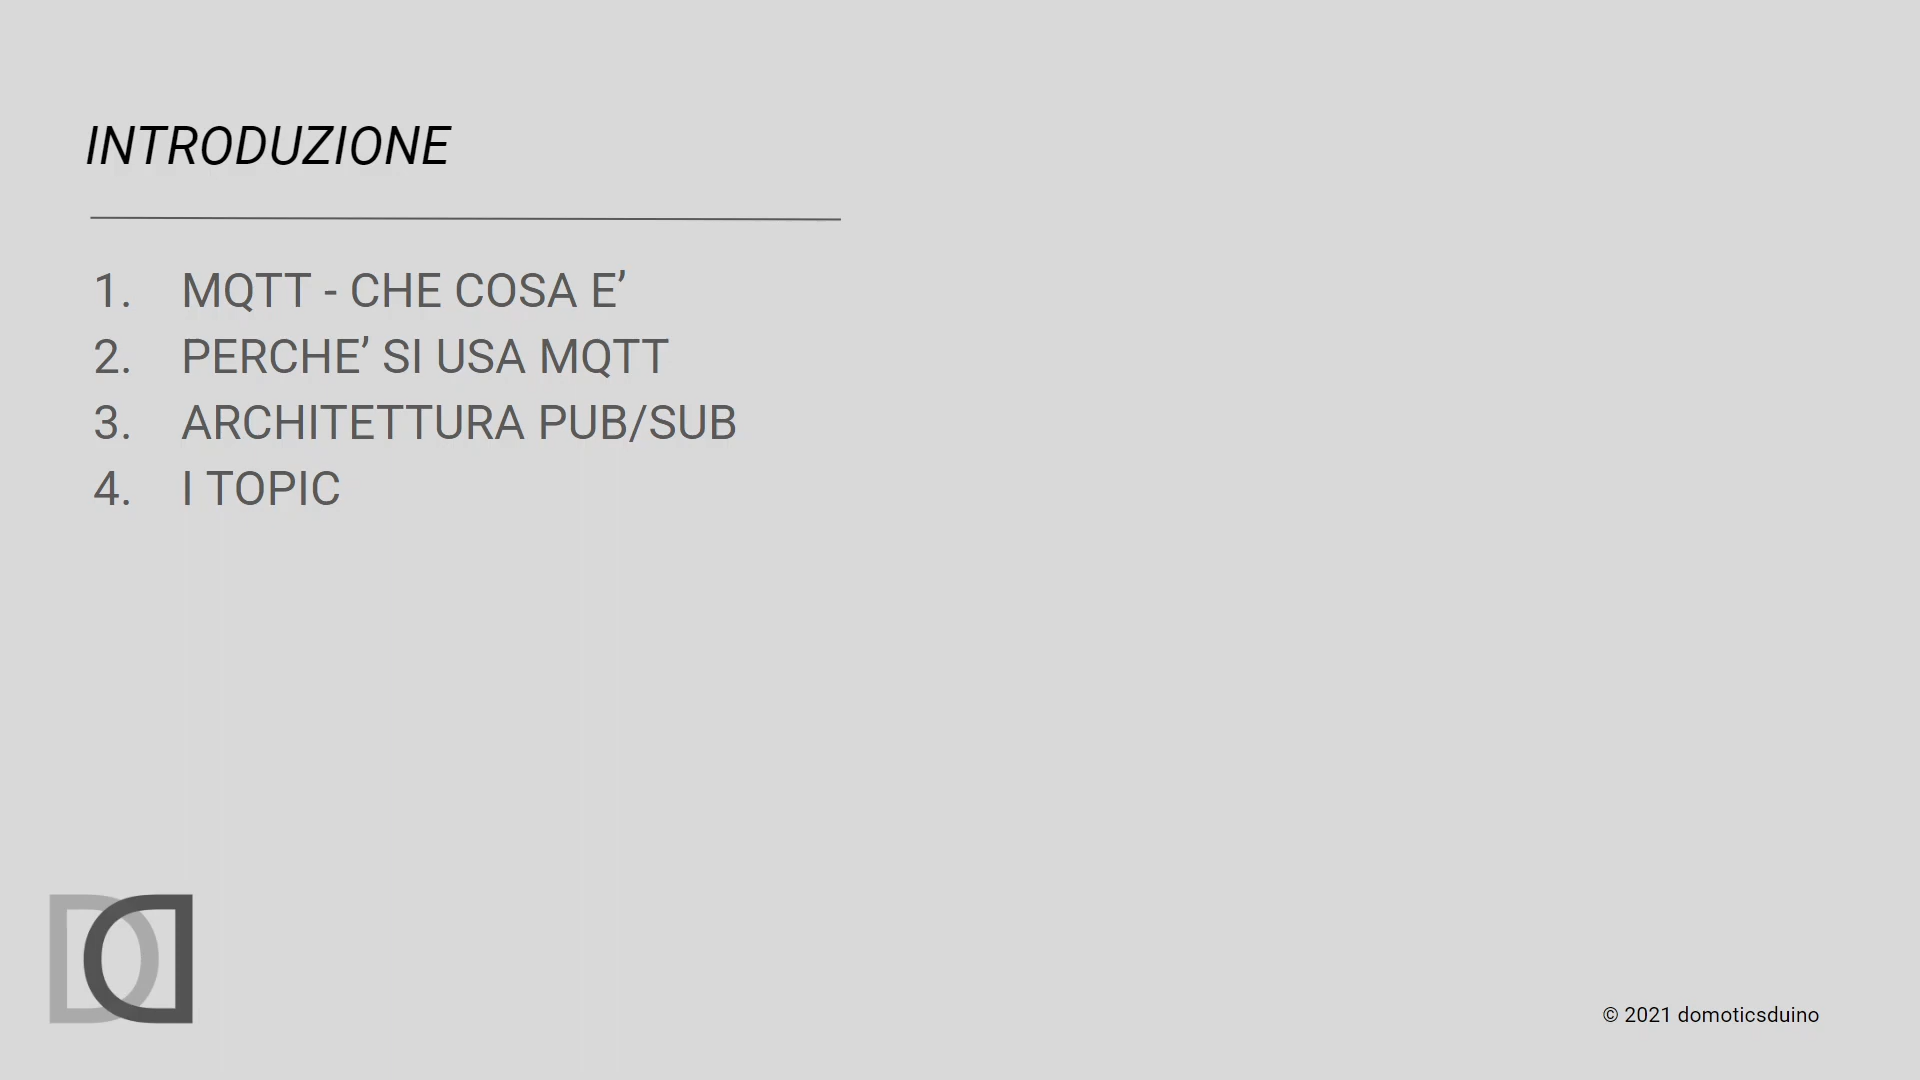 INTRODUZIONE
1. MQTT - CHE COSA E’
2. PERCHE’ SI USA MQTT
3. ARCHITETTURA PUB/SUB
4. I TOPIC
© 2021 domoticsduino